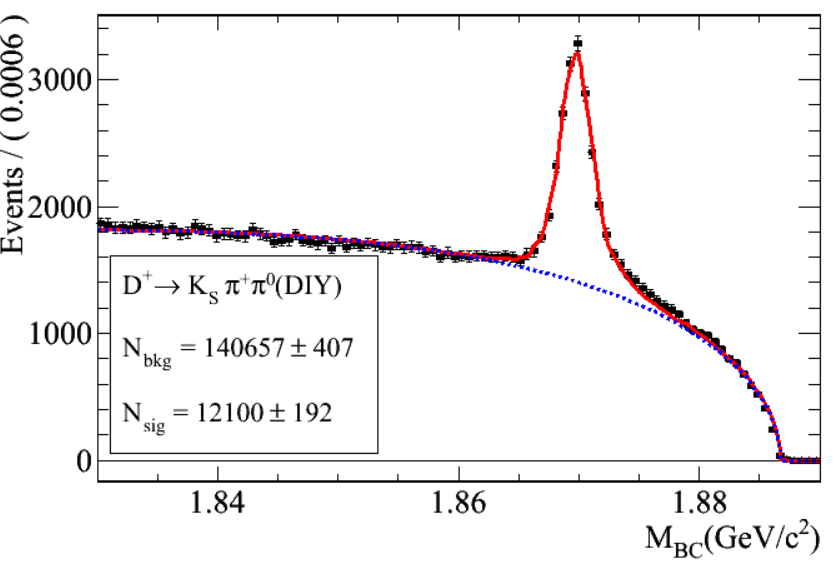 Events / ( 0.0006 )
3000
2000
1000
0
D⁺→ K_S π⁺π⁰(DIY)
N_bkg = 140657 ± 407
N_sig = 12100 ± 192
1.84 1.86 1.88
M_BC(GeV/c²)